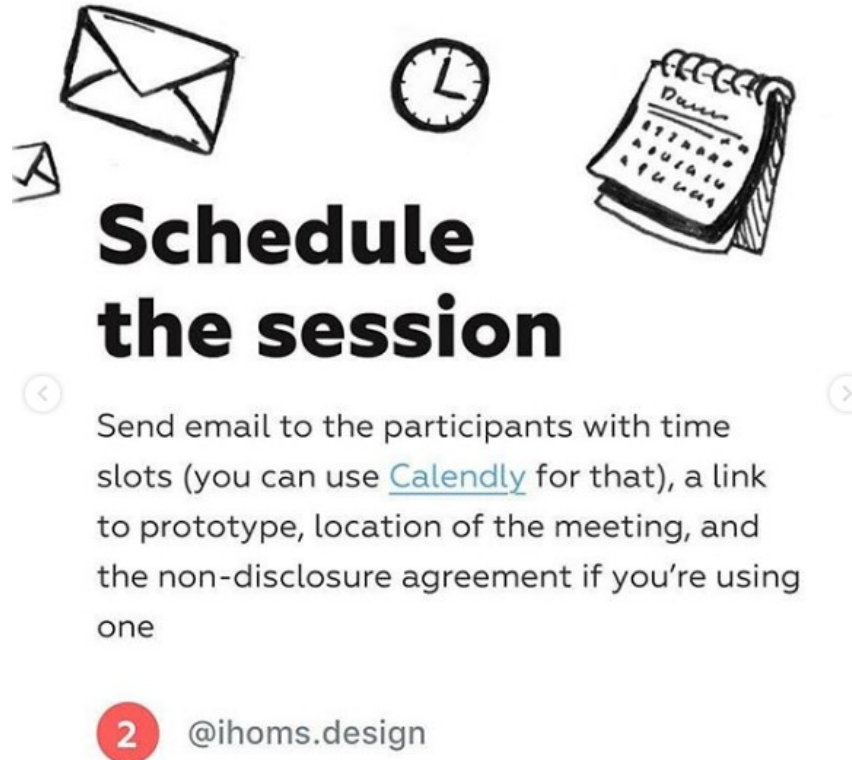 Schedule
the session
Send email to the participants with time
slots (you can use Calendly for that), a link
to prototype, location of the meeting, and
the non-disclosure agreement if you're using
one
2 @ihoms.design